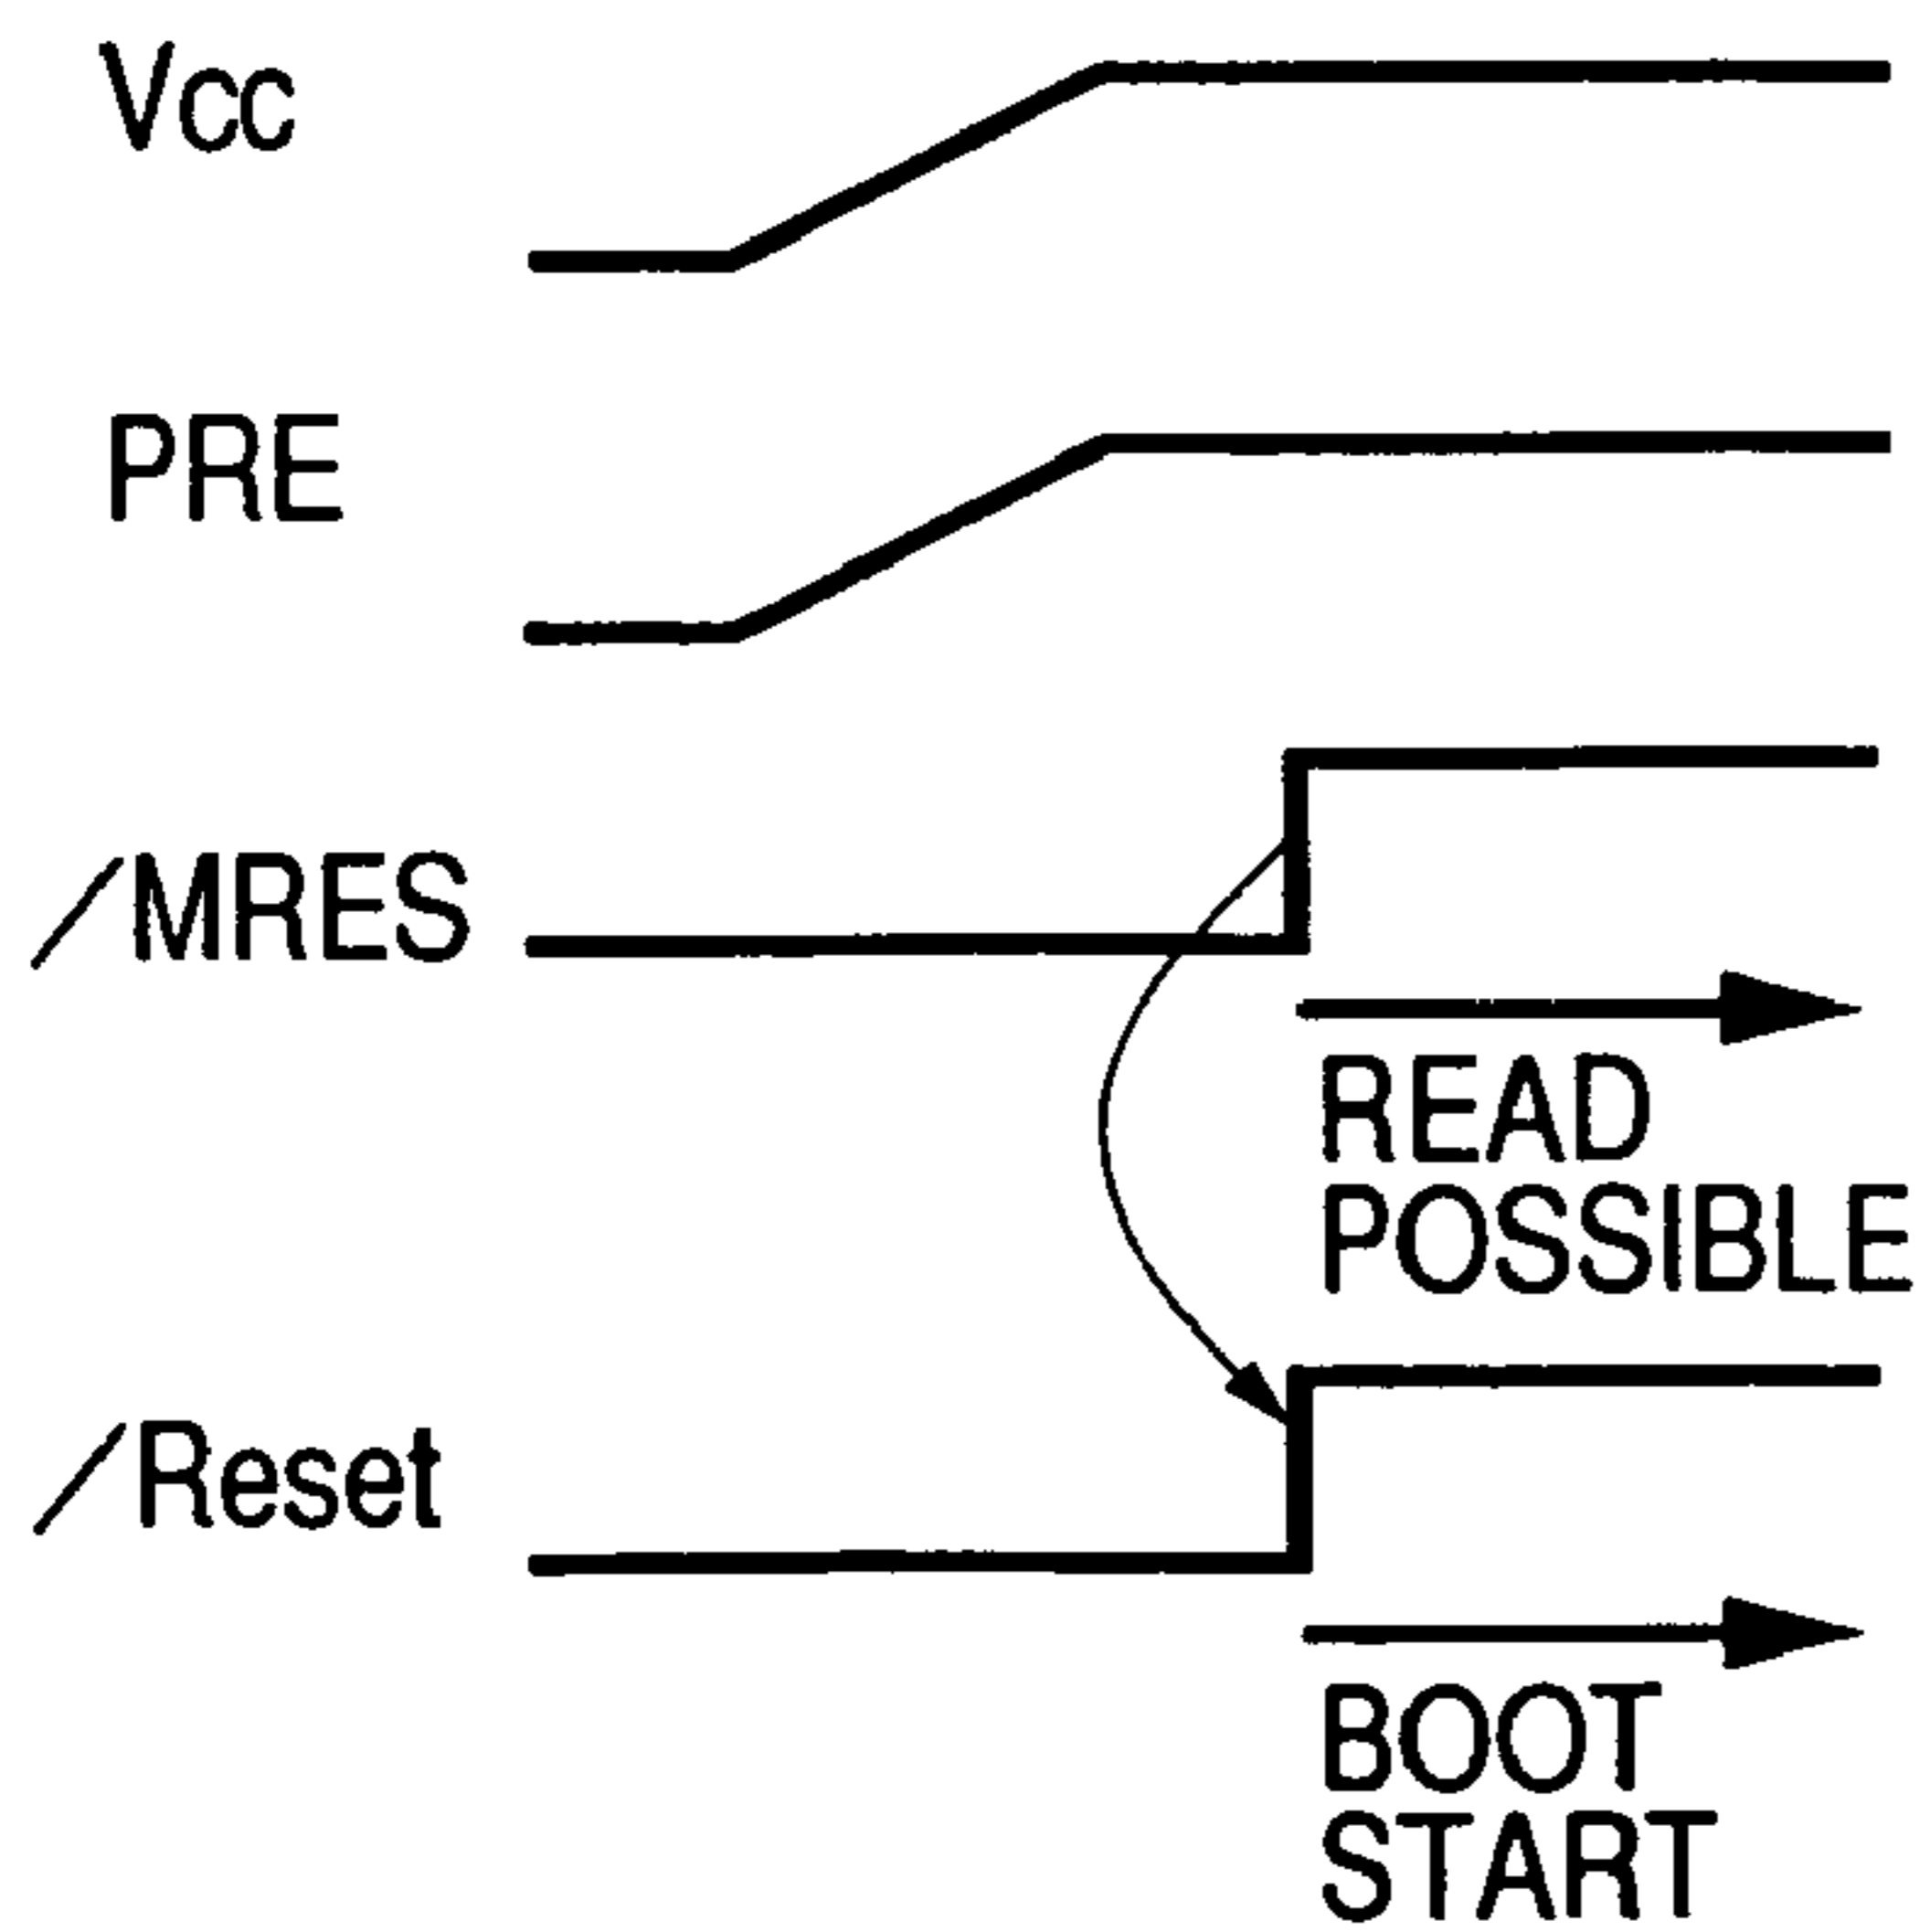 Vcc
PRE
/MRES
READ
POSSIBLE
/Reset
BOOT
START